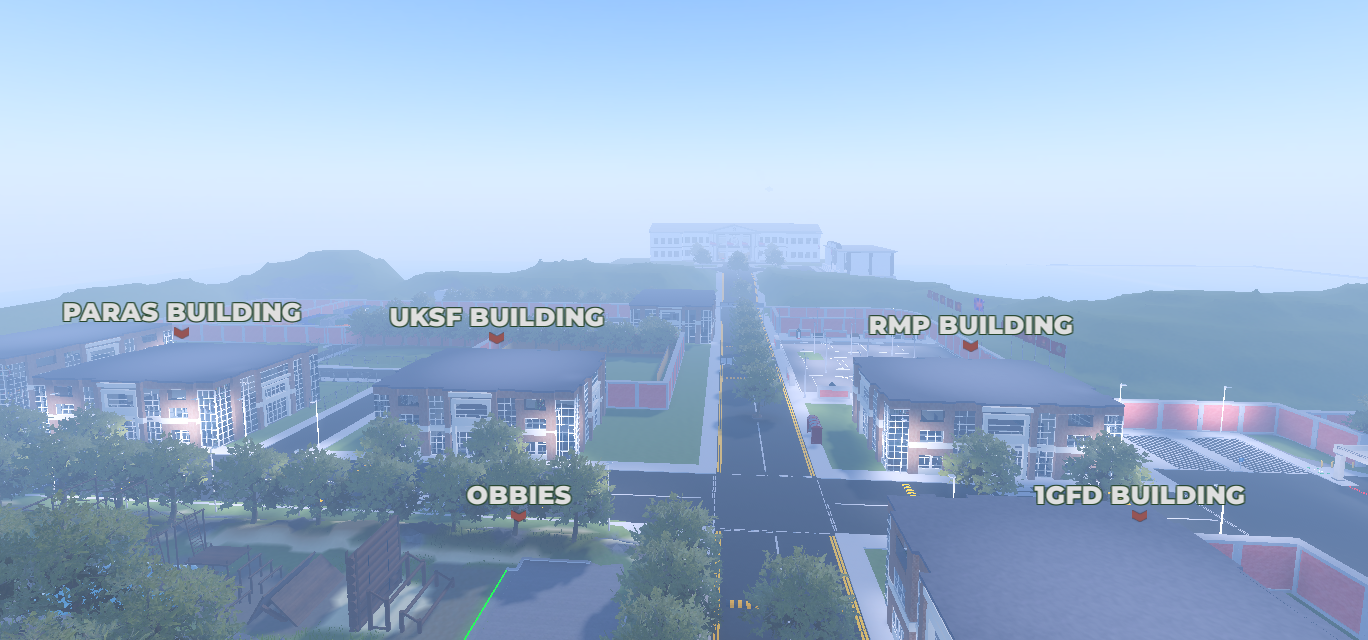 PARAS BUILDING
UKSF BUILDING
RMP BUILDING
OBBIES
1GFD BUILDING